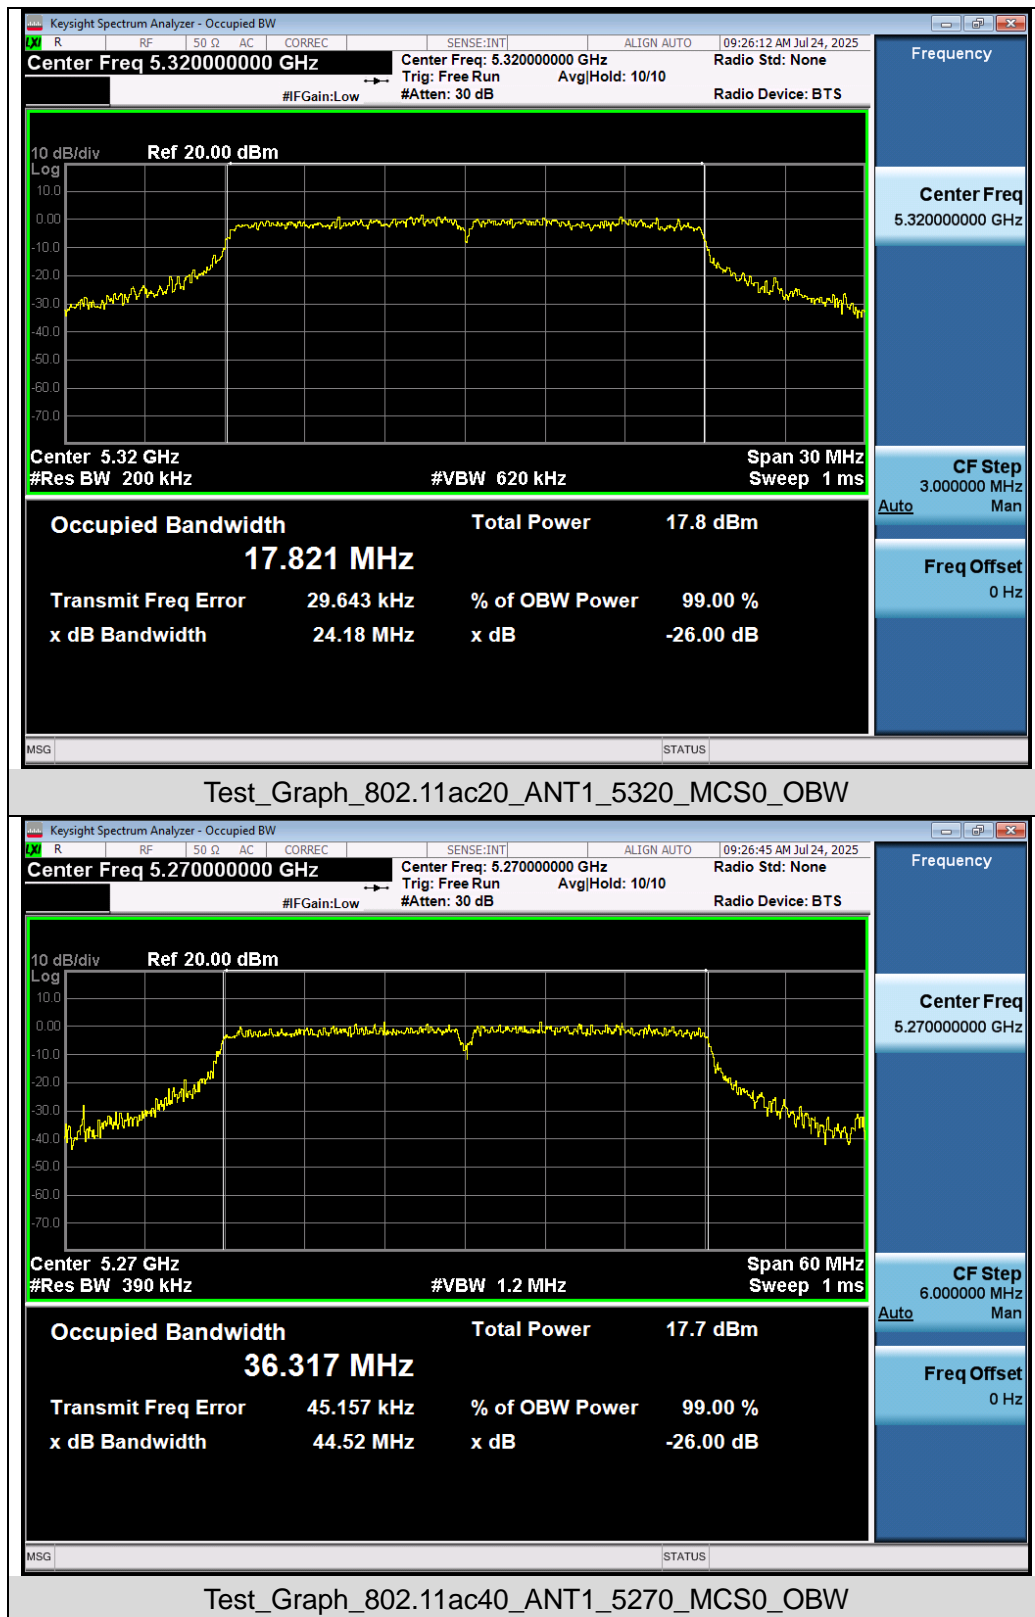 Keysight Spectrum Analyzer - Occupied BW
LXI R RF 50 Ω AC CORREC SENSE:INT ALIGN AUTO 09:26:12 AM Jul 24, 2025
Center Freq 5.320000000 GHz
Center Freq: 5.320000000 GHz Radio Std: None
Trig: Free Run Avg|Hold: 10/10
#IFGain:Low #Atten: 30 dB Radio Device: BTS
Frequency
10 dB/div Ref 20.00 dBm
Log
10.0
0.00
-10.0
-20.0
-30.0
-40.0
-50.0
-60.0
-70.0
Center Freq
5.320000000 GHz
Center 5.32 GHz Span 30 MHz
#Res BW 200 kHz #VBW 620 kHz Sweep 1 ms
CF Step
3.000000 MHz
Auto Man
Occupied Bandwidth Total Power 17.8 dBm
17.821 MHz
Transmit Freq Error 29.643 kHz % of OBW Power 99.00 %
x dB Bandwidth 24.18 MHz x dB -26.00 dB
Freq Offset
0 Hz
MSG STATUS
Test_Graph_802.11ac20_ANT1_5320_MCS0_OBW
Keysight Spectrum Analyzer - Occupied BW
LXI R RF 50 Ω AC CORREC SENSE:INT ALIGN AUTO 09:26:45 AM Jul 24, 2025
Center Freq 5.270000000 GHz
Center Freq: 5.270000000 GHz Radio Std: None
Trig: Free Run Avg|Hold: 10/10
#IFGain:Low #Atten: 30 dB Radio Device: BTS
Frequency
10 dB/div Ref 20.00 dBm
Log
10.0
0.00
-10.0
-20.0
-30.0
-40.0
-50.0
-60.0
-70.0
Center Freq
5.270000000 GHz
Center 5.27 GHz Span 60 MHz
#Res BW 390 kHz #VBW 1.2 MHz Sweep 1 ms
CF Step
6.000000 MHz
Auto Man
Occupied Bandwidth Total Power 17.7 dBm
36.317 MHz
Transmit Freq Error 45.157 kHz % of OBW Power 99.00 %
x dB Bandwidth 44.52 MHz x dB -26.00 dB
Freq Offset
0 Hz
MSG STATUS
Test_Graph_802.11ac40_ANT1_5270_MCS0_OBW